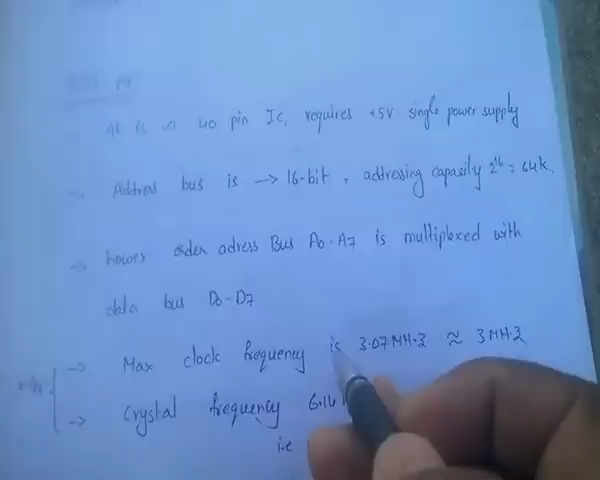 It is a 40 pin IC, requires +5V single power supply
→ Address bus is → 16-bit, addressing capacity 2^16 = 64k.
→ Lower order adress Bus A0-A7 is multiplexed with
data bus D0-D7
→ Max clock frequency is 3.07 MHz ≈ 3 MHz
→ Crystal frequency 6.14
i.e